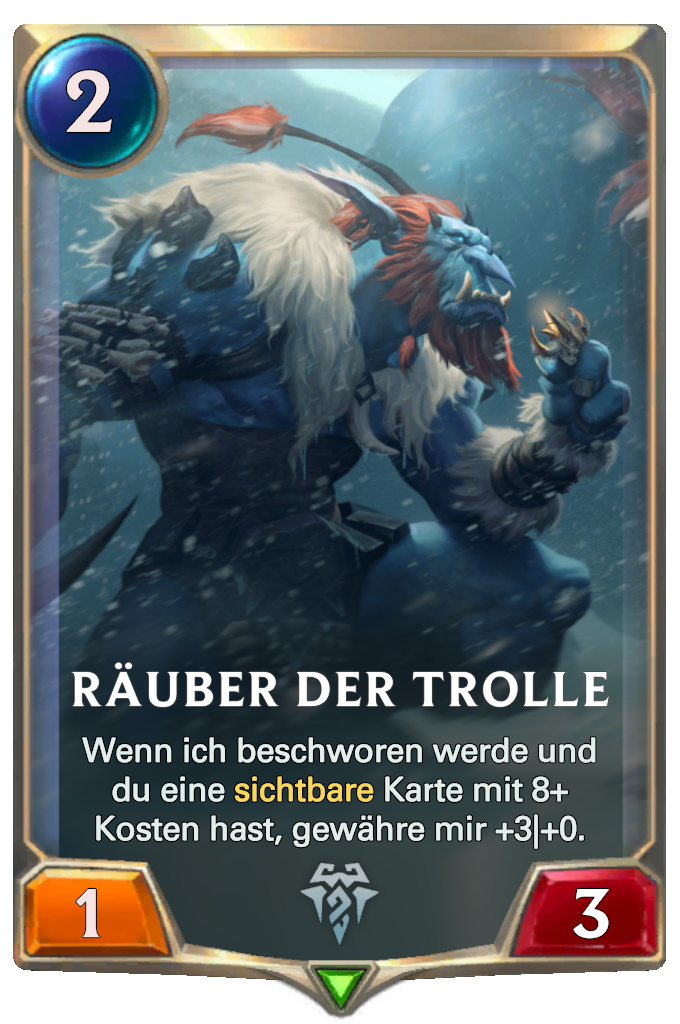 2
RÄUBER DER TROLLE
Wenn ich beschworen werde und
du eine sichtbare Karte mit 8+
Kosten hast, gewähre mir +3|+0.
1
3